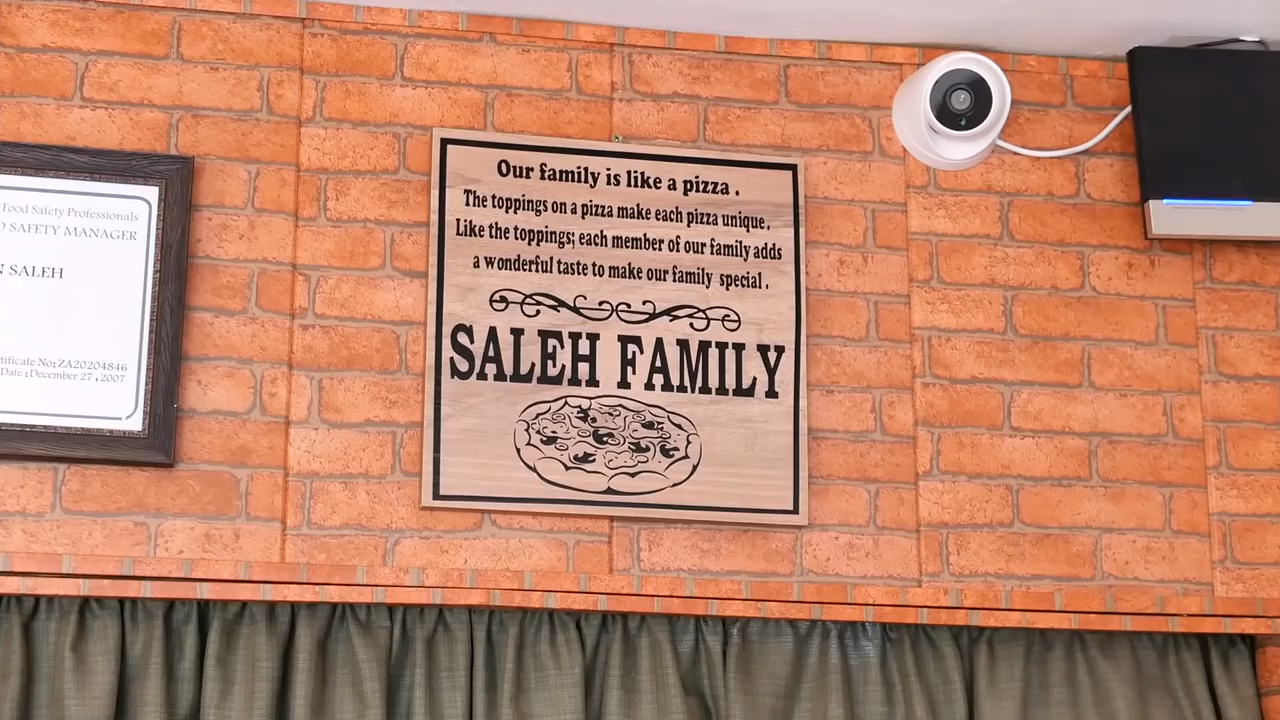 Food Safety Professionals
SAFETY MANAGER
SALEH
No:ZA20204846
Date :December 27 ,2007
Our family is like a pizza .
The toppings on a pizza make each pizza unique.
Like the toppings; each member of our family adds
a wonderful taste to make our family special .
SALEH FAMILY